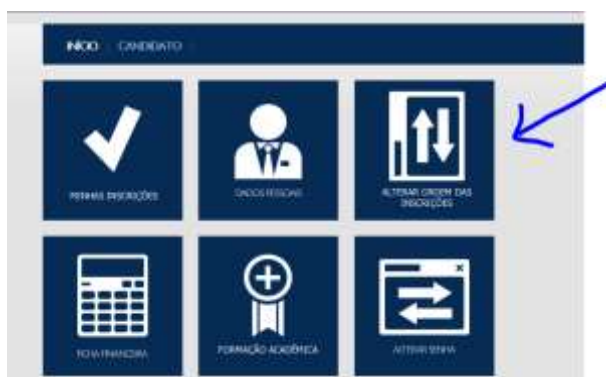 INÍCIO CANDIDATO
MINHAS INSCRIÇÕES
DADOS PESSOAIS
ALTERAR ORDEM DAS
INSCRIÇÕES
FICHA FINANCEIRA
FORMAÇÃO ACADÊMICA
ALTERAR SENHA